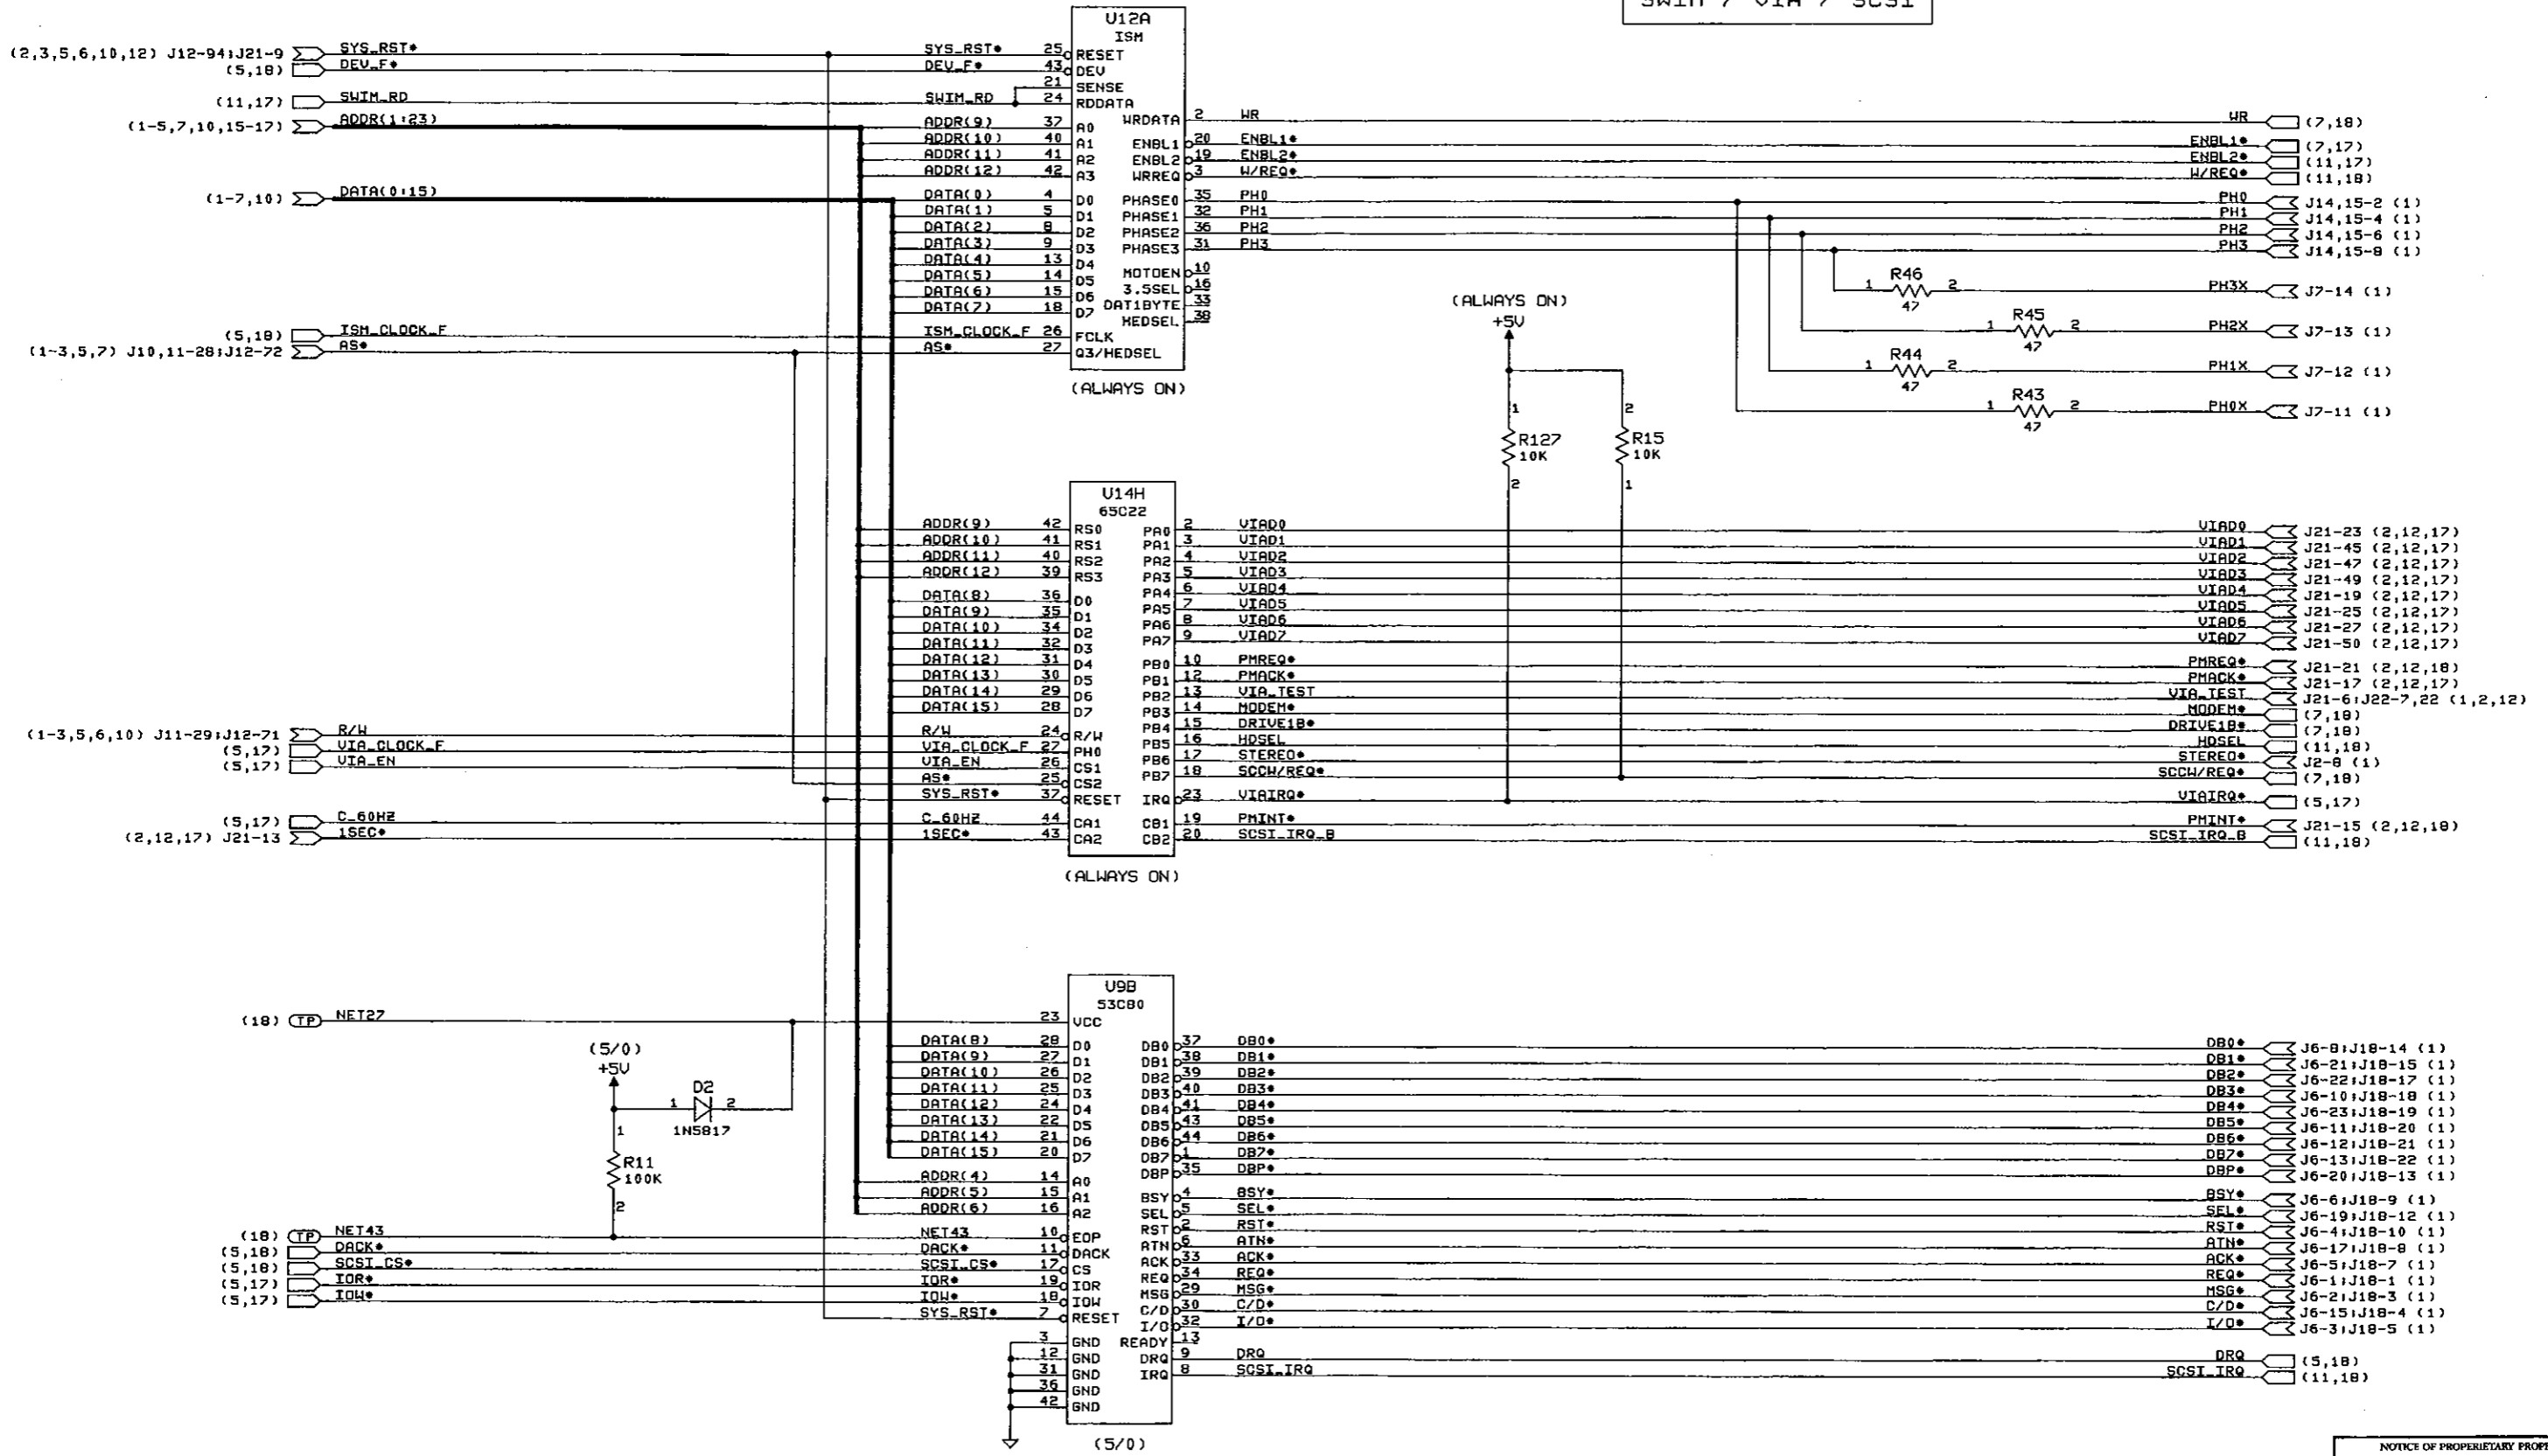 SWIM / VIA / SCSI
U12A
ISM
(2,3,5,6,10,12) J12-94;J21-9 SYS_RST* SYS_RST* 25 RESET
(5,18) DEV_F* DEV_F* 43 DEV
21 SENSE
(11,17) SWIM_RD SWIM_RD 24 RDDATA
(1-5,7,10,15-17) ADDR(1:23)
ADDR(9) 37 A0
ADDR(10) 40 A1
ADDR(11) 41 A2
ADDR(12) 42 A3
(1-7,10) DATA(0:15)
DATA(0) 4 D0
DATA(1) 5 D1
DATA(2) 8 D2
DATA(3) 9 D3
DATA(4) 13 D4
DATA(5) 14 D5
DATA(6) 15 D6
DATA(7) 18 D7
(5,18) ISM_CLOCK_F ISM_CLOCK_F 26 FCLK
(1-3,5,7) J10,11-28;J12-72 AS* AS* 27 Q3/HEDSEL
(ALWAYS ON)
WRDATA 2 WR WR (7,18)
ENBL1 20 ENBL1* ENBL1* (7,17)
ENBL2 19 ENBL2* ENBL2* (11,17)
WRREQ 3 W/REQ* W/REQ* (11,18)
PHASE0 35 PH0 PH0 J14,15-2 (1)
PHASE1 32 PH1 PH1 J14,15-4 (1)
PHASE2 36 PH2 PH2 J14,15-6 (1)
PHASE3 31 PH3 PH3 J14,15-8 (1)
MOTOEN 10
3.5SEL 16
DAT1BYTE 33
HEDSEL 38
R46
1 2 PH3X J7-14 (1)
47
R45
1 2 PH2X J7-13 (1)
47
R44
1 2 PH1X J7-12 (1)
47
R43
1 2 PH0X J7-11 (1)
47
(ALWAYS ON)
+5V
1 2
R127 R15
10K 10K
2 1
U14H
65C22
ADDR(9) 42 RS0
ADDR(10) 41 RS1
ADDR(11) 40 RS2
ADDR(12) 39 RS3
DATA(8) 36 D0
DATA(9) 35 D1
DATA(10) 34 D2
DATA(11) 32 D3
DATA(12) 31 D4
DATA(13) 30 D5
DATA(14) 29 D6
DATA(15) 28 D7
(1-3,5,6,10) J11-29;J12-71 R/W R/W 24 R/W
(5,17) VIA_CLOCK_F VIA_CLOCK_F 27 PH0
(5,17) VIA_EN VIA_EN 26 CS1
AS* 25 CS2
SYS_RST* 37 RESET
(5,17) C_60HZ C_60HZ 44 CA1
(2,12,17) J21-13 1SEC* 1SEC* 43 CA2
(ALWAYS ON)
PA0 2 VIAD0 VIAD0 J21-23 (2,12,17)
PA1 3 VIAD1 VIAD1 J21-45 (2,12,17)
PA2 4 VIAD2 VIAD2 J21-47 (2,12,17)
PA3 5 VIAD3 VIAD3 J21-49 (2,12,17)
PA4 6 VIAD4 VIAD4 J21-19 (2,12,17)
PA5 7 VIAD5 VIAD5 J21-25 (2,12,17)
PA6 8 VIAD6 VIAD6 J21-27 (2,12,17)
PA7 9 VIAD7 VIAD7 J21-50 (2,12,17)
PB0 10 PMREQ* PMREQ* J21-21 (2,12,18)
PB1 12 PMACK* PMACK* J21-17 (2,12,17)
PB2 13 VIA_TEST VIA_TEST J21-6;J22-7,22 (1,2,12)
PB3 14 MODEM* MODEM* (7,18)
PB4 15 DRIVE1B* DRIVE1B* (7,18)
PB5 16 HDSEL HDSEL (11,18)
PB6 17 STEREO* STEREO* J2-8 (1)
PB7 18 SCCW/REQ* SCCW/REQ* (7,18)
IRQ 23 VIAIRQ* VIAIRQ* (5,17)
CB1 19 PMINT* PMINT* J21-15 (2,12,18)
CB2 20 SCSI_IRQ_B SCSI_IRQ_B (11,18)
U9B
53C80
(18) TP NET27 23 VCC
(5/0)
+5V
D2
1 2
1N5817
1
R11
100K
2
DATA(8) 28 D0
DATA(9) 27 D1
DATA(10) 26 D2
DATA(11) 25 D3
DATA(12) 24 D4
DATA(13) 22 D5
DATA(14) 21 D6
DATA(15) 20 D7
ADDR(4) 14 A0
ADDR(5) 15 A1
ADDR(6) 16 A2
(18) TP NET43 NET43 10 EOP
(5,18) DACK* DACK* 11 DACK
(5,18) SCSI_CS* SCSI_CS* 17 CS
(5,17) IOR* IOR* 19 IOR
(5,17) IOW* IOW* 18 IOW
SYS_RST* 7 RESET
3 GND
12 GND
31 GND
36 GND
42 GND
(5/0)
DB0 37 DB0* DB0* J6-8;J18-14 (1)
DB1 38 DB1* DB1* J6-21;J18-15 (1)
DB2 39 DB2* DB2* J6-22;J18-17 (1)
DB3 40 DB3* DB3* J6-10;J18-18 (1)
DB4 41 DB4* DB4* J6-23;J18-19 (1)
DB5 43 DB5* DB5* J6-11;J18-20 (1)
DB6 44 DB6* DB6* J6-12;J18-21 (1)
DB7 1 DB7* DB7* J6-13;J18-22 (1)
DBP 35 DBP* DBP* J6-20;J18-13 (1)
BSY 4 BSY* BSY* J6-6;J18-9 (1)
SEL 5 SEL* SEL* J6-19;J18-12 (1)
RST 2 RST* RST* J6-4;J18-10 (1)
ATN 6 ATN* ATN* J6-17;J18-8 (1)
ACK 33 ACK* ACK* J6-5;J18-7 (1)
REQ 34 REQ* REQ* J6-1;J18-1 (1)
MSG 29 MSG* MSG* J6-2;J18-3 (1)
C/D 30 C/D* C/D* J6-15;J18-4 (1)
I/O 32 I/O* I/O* J6-3;J18-5 (1)
READY 13
DRQ 9 DRQ DRQ (5,18)
IRQ 8 SCSI_IRQ SCSI_IRQ (11,18)
NOTICE OF PROPERIETARY PROP